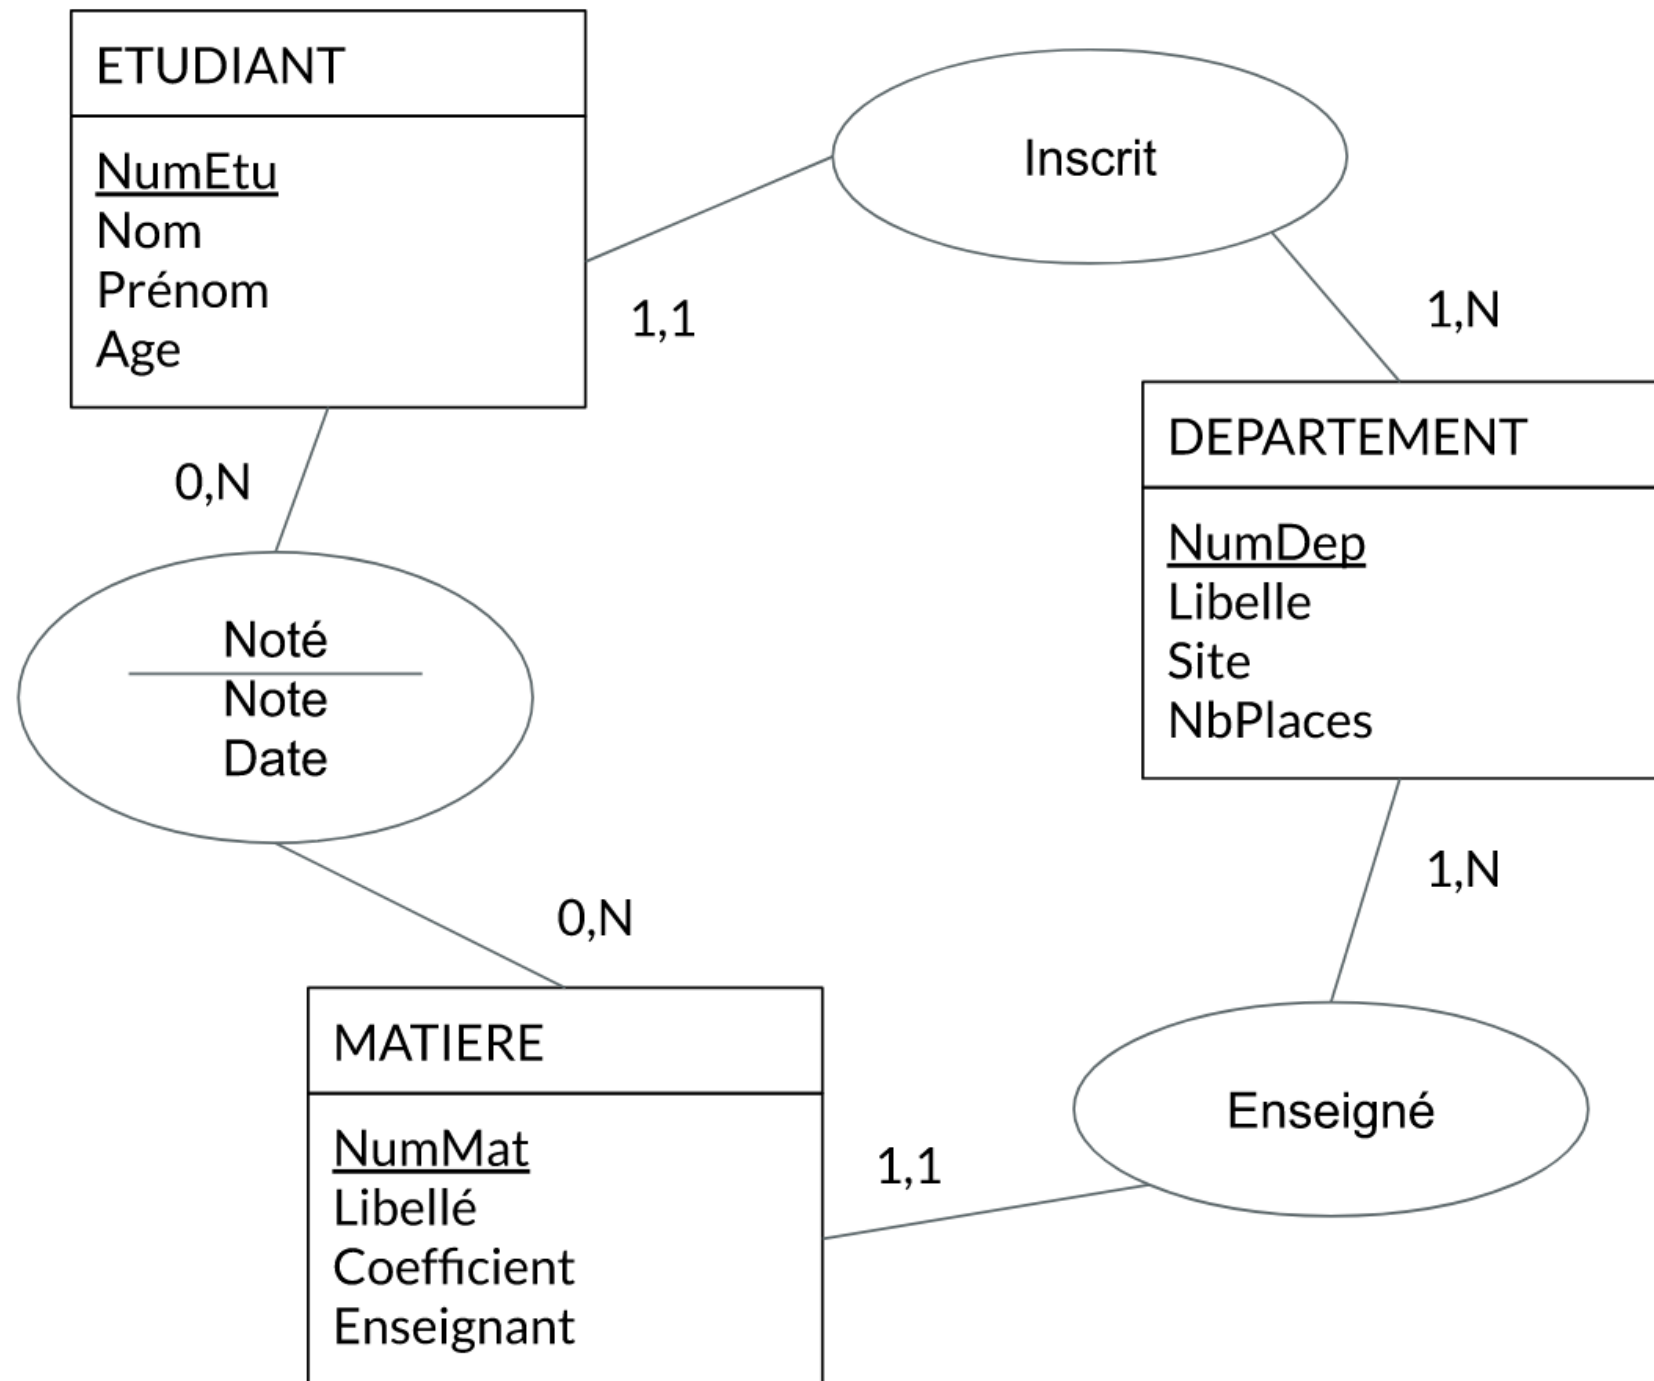 ETUDIANT
NumEtu
Nom
Prénom
Age
Inscrit
1,1
1,N
DEPARTEMENT
NumDep
Libelle
Site
NbPlaces
0,N
Noté
Note
Date
0,N
1,N
MATIERE
NumMat
Libellé
Coefficient
Enseignant
1,1
Enseigné